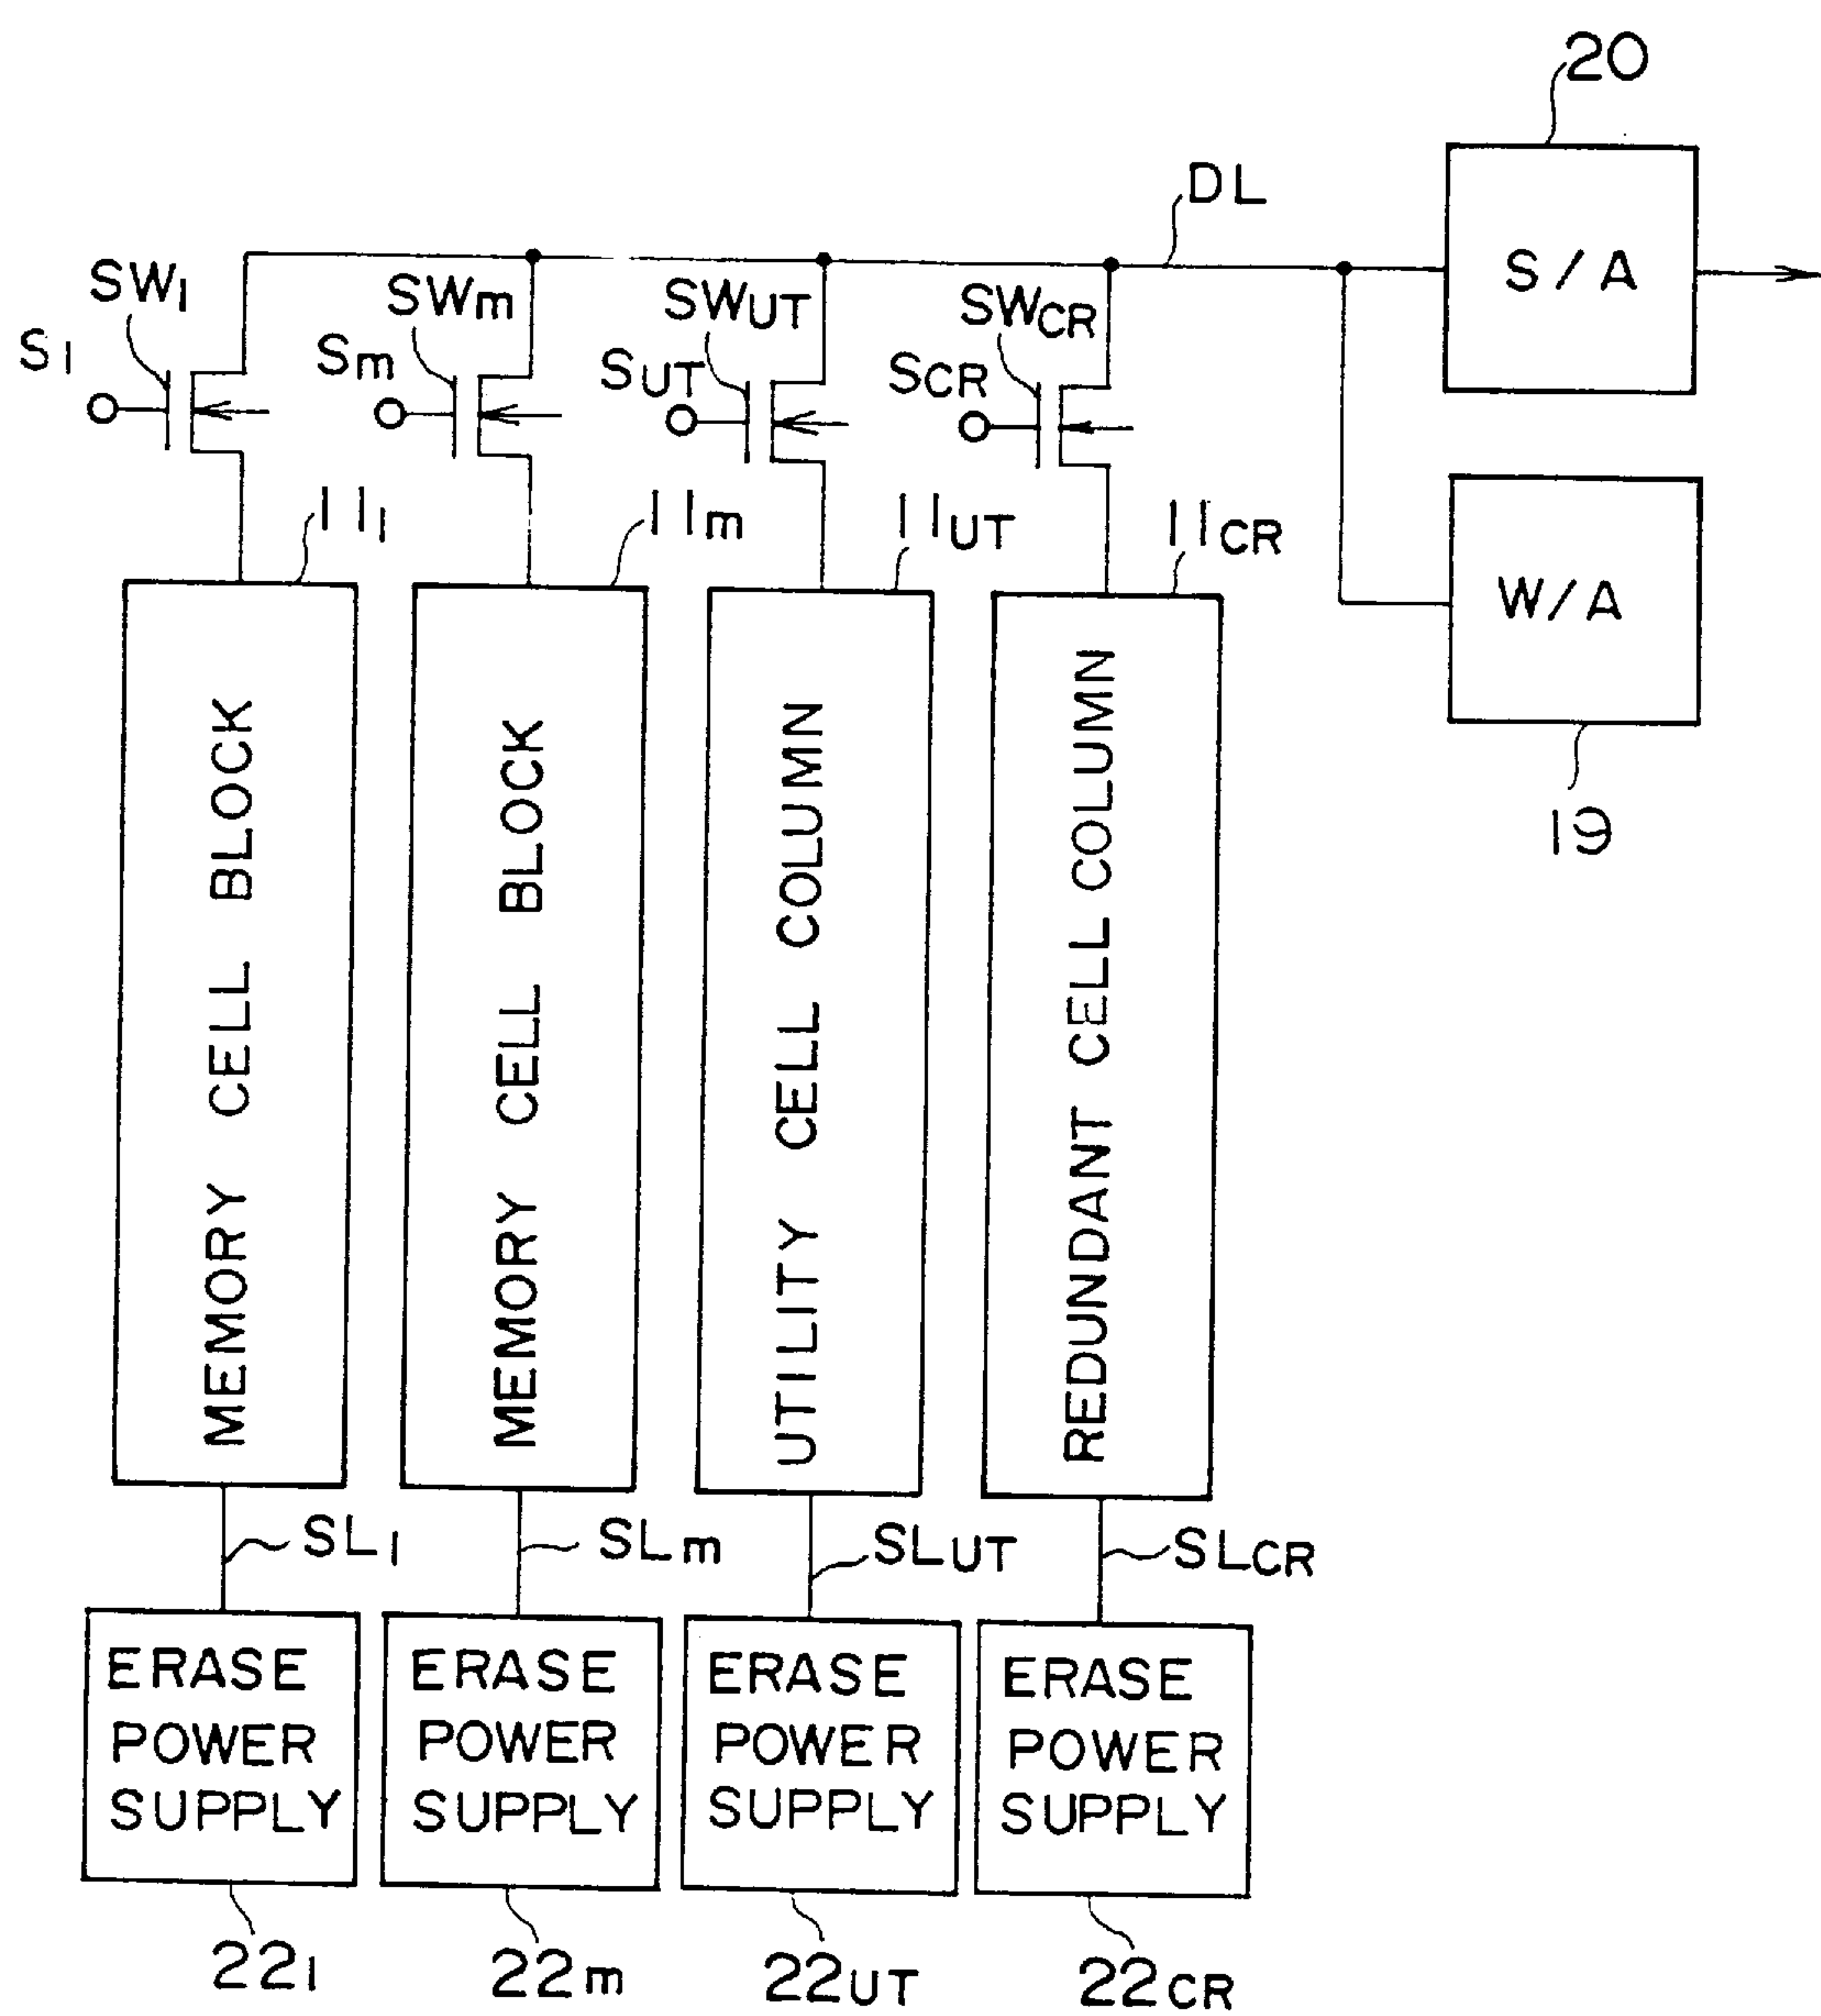 20
DL
S/A
SW1
SWm
SWUT
SWCR
S1
Sm
SUT
SCR
111
11m
11UT
11CR
W/A
19
MEMORY CELL BLOCK
MEMORY CELL BLOCK
UTILITY CELL COLUMN
REDUNDANT CELL COLUMN
SL1
SLm
SLUT
SLCR
ERASE
POWER
SUPPLY
ERASE
POWER
SUPPLY
ERASE
POWER
SUPPLY
ERASE
POWER
SUPPLY
221
22m
22UT
22CR